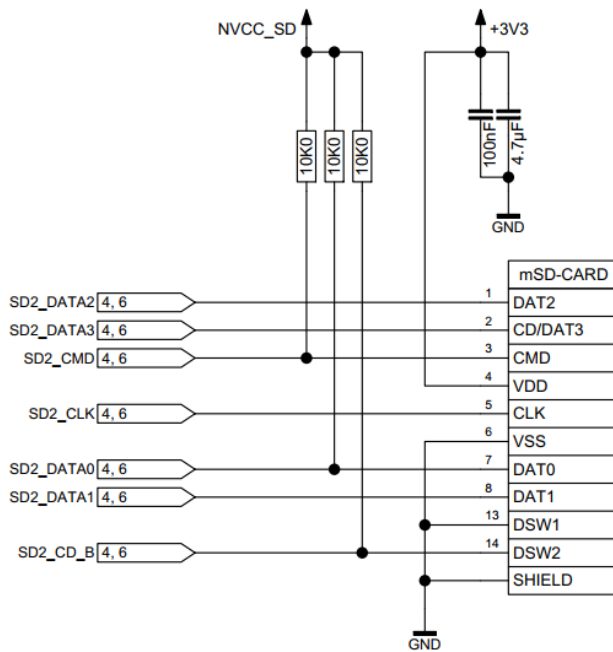 NVCC_SD
+3V3
10K0
10K0
10K0
100nF
4.7µF
GND
mSD-CARD
SD2_DATA2 4, 6 1 DAT2
SD2_DATA3 4, 6 2 CD/DAT3
SD2_CMD 4, 6 3 CMD
4 VDD
SD2_CLK 4, 6 5 CLK
6 VSS
SD2_DATA0 4, 6 7 DAT0
SD2_DATA1 4, 6 8 DAT1
13 DSW1
SD2_CD_B 4, 6 14 DSW2
SHIELD
GND